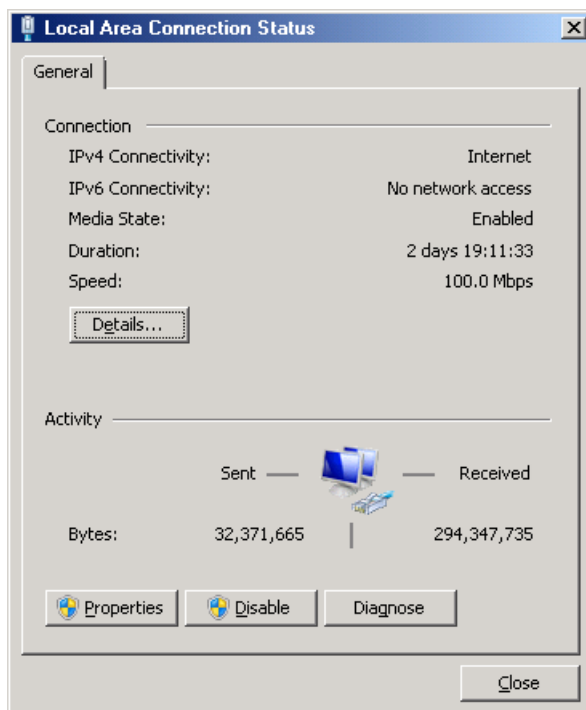 Local Area Connection Status
General
Connection
IPv4 Connectivity: Internet
IPv6 Connectivity: No network access
Media State: Enabled
Duration: 2 days 19:11:33
Speed: 100.0 Mbps
Details...
Activity
Sent Received
Bytes: 32,371,665 294,347,735
Properties Disable Diagnose
Close